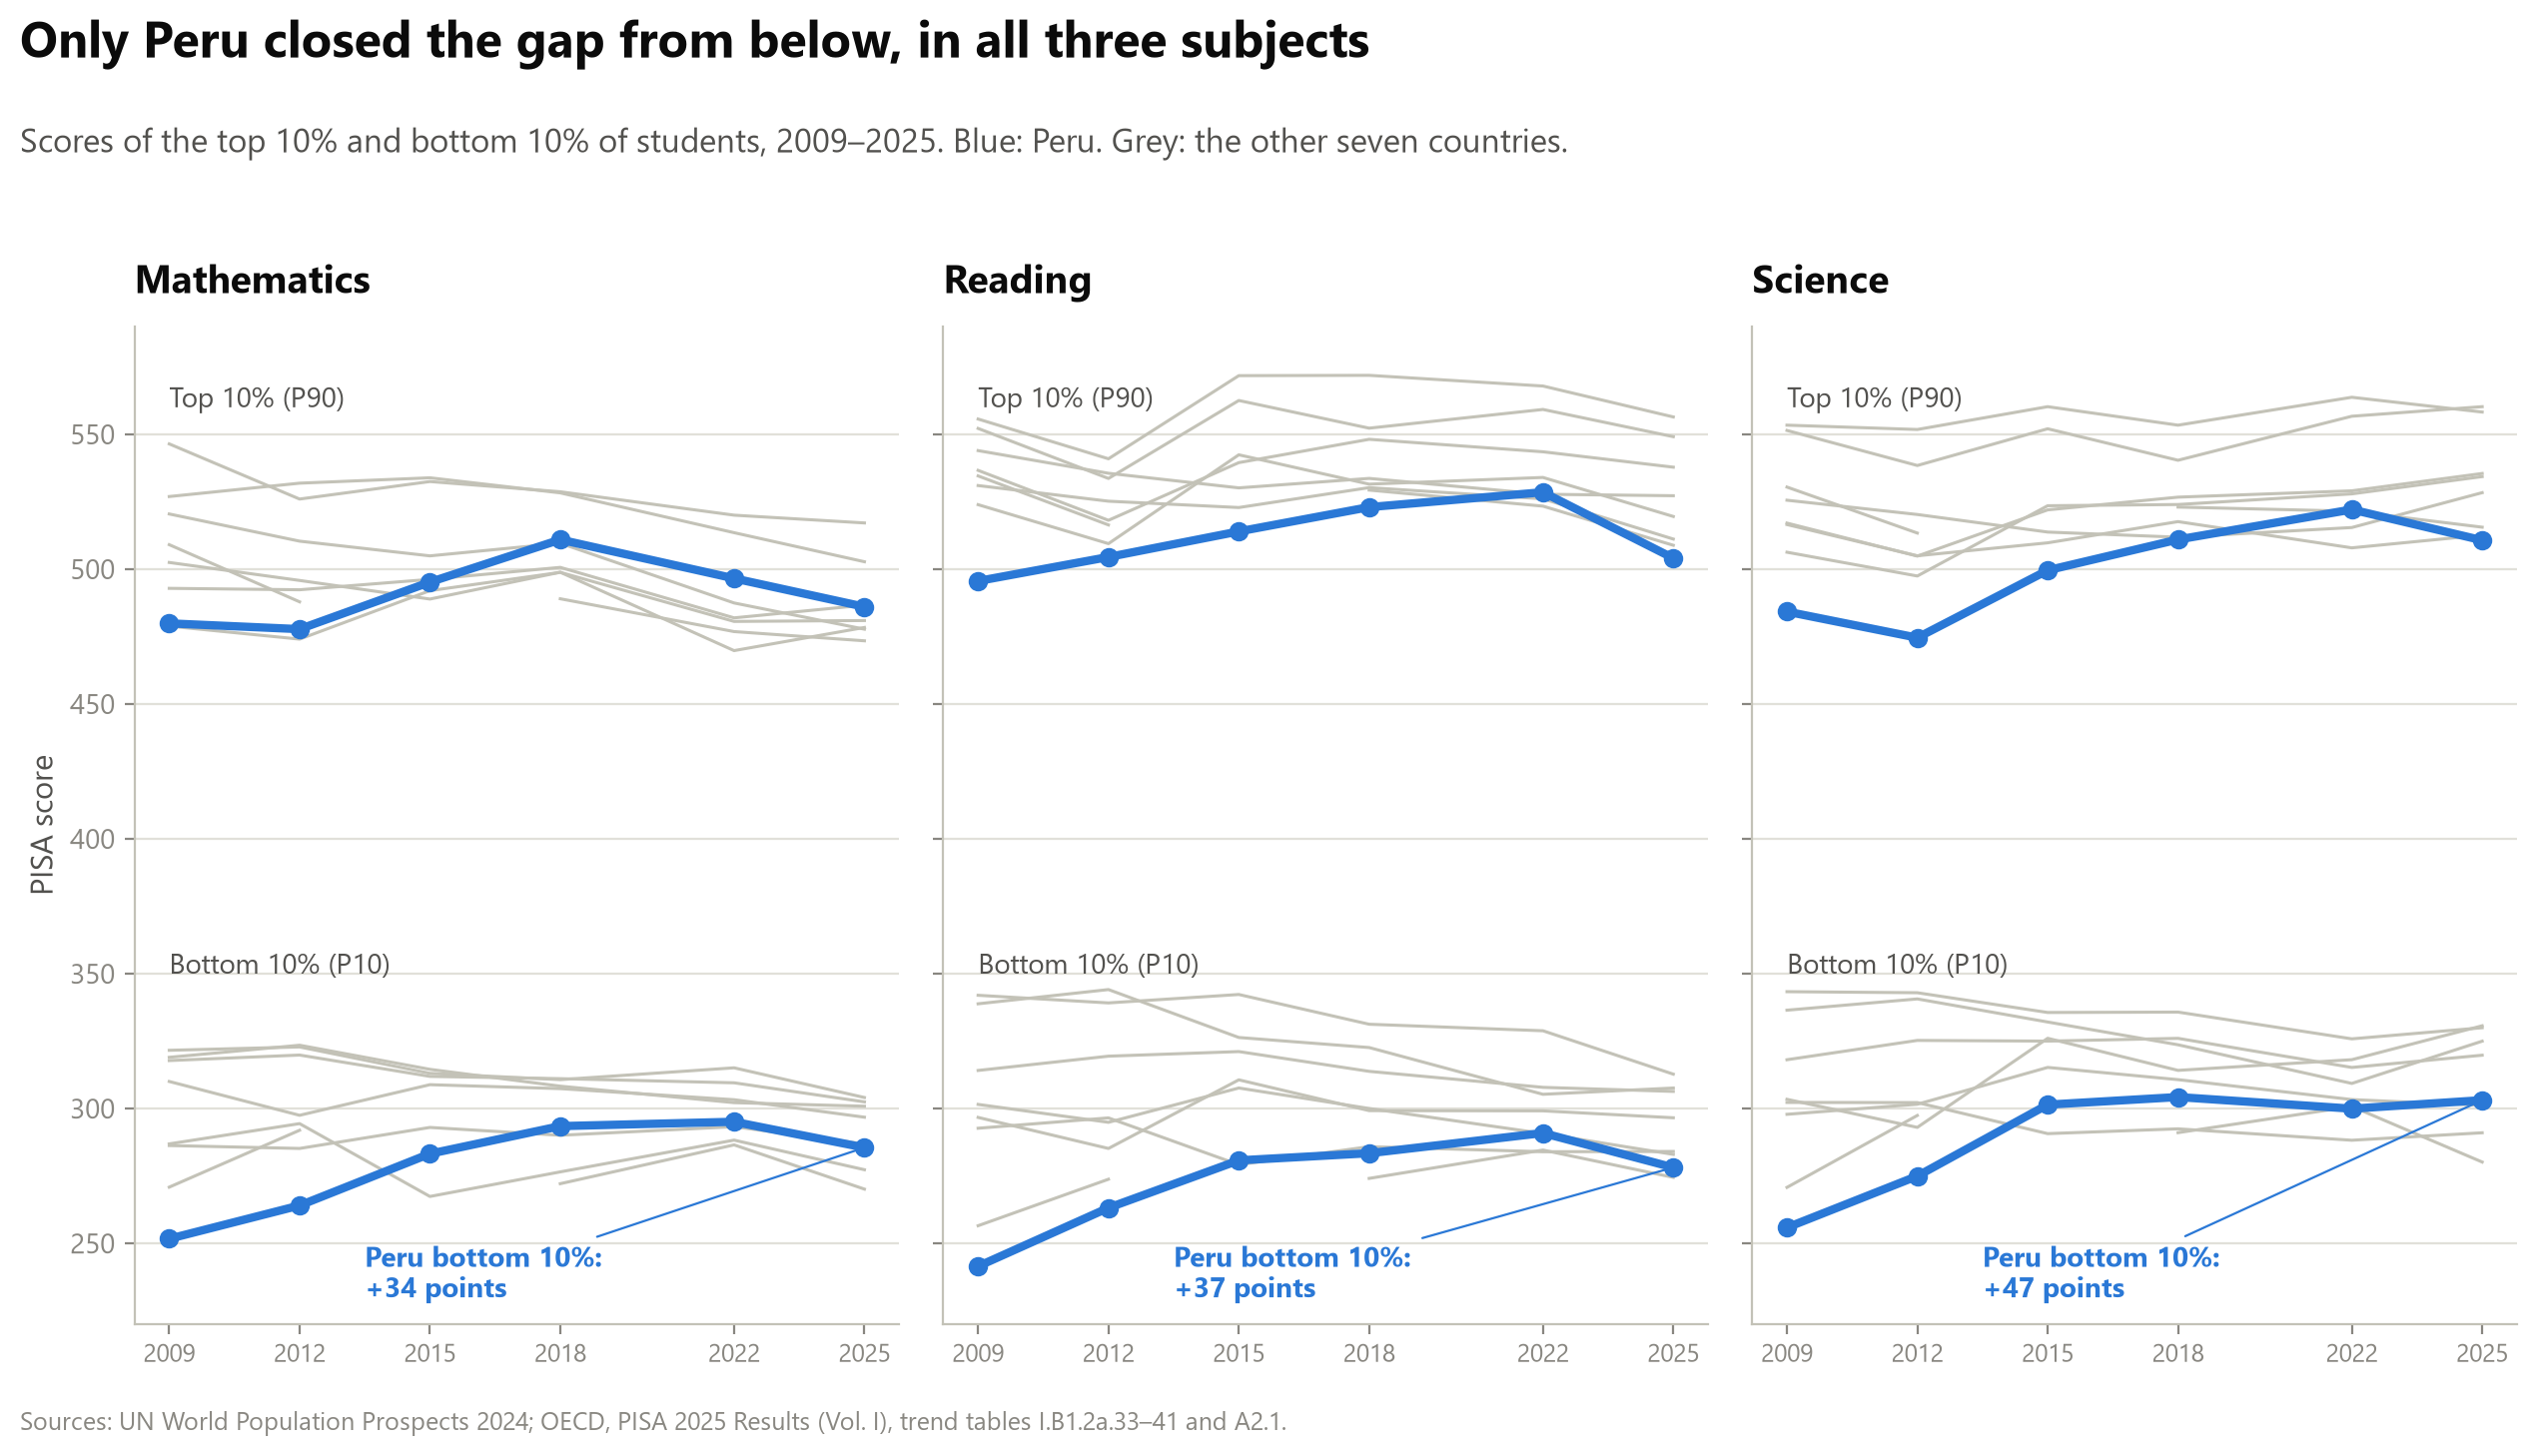 Only Peru closed the gap from below, in all three subjects
Scores of the top 10% and bottom 10% of students, 2009–2025. Blue: Peru. Grey: the other seven countries.
Mathematics
Reading
Science
PISA score
550
500
450
400
350
300
250
Top 10% (P90)
Bottom 10% (P10)
Peru bottom 10%:
+34 points
2009 2012 2015 2018 2022 2025
Top 10% (P90)
Bottom 10% (P10)
Peru bottom 10%:
+37 points
2009 2012 2015 2018 2022 2025
Top 10% (P90)
Bottom 10% (P10)
Peru bottom 10%:
+47 points
2009 2012 2015 2018 2022 2025
Sources: UN World Population Prospects 2024; OECD, PISA 2025 Results (Vol. I), trend tables I.B1.2a.33–41 and A2.1.